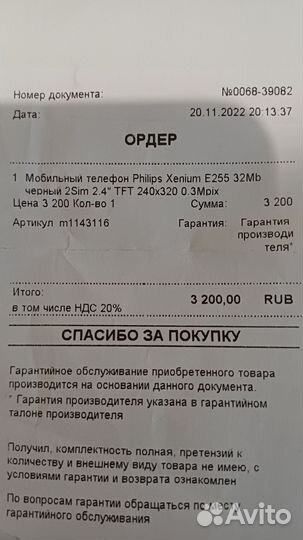 Номер документа: №0068-39082
Дата: 20.11.2022 20:13:37
ОРДЕР
1 Мобильный телефон Philips Xenium E255 32Mb
черный 2Sim 2.4" TFT 240x320 0.3Mpix
Цена 3 200 Кол-во 1 Сумма: 3 200
Артикул m1143116 Гарантия: Гарантия
производи
теля*
Итого: 3 200,00 RUB
в том числе НДС 20%
СПАСИБО ЗА ПОКУПКУ
Гарантийное обслуживание приобретенного товара
производится на основании данного документа.
* Гарантия производителя указана в гарантийном
талоне производителя
Получил, комплектность полная, претензий к
количеству и внешнему виду товара не имею, с
условиями гарантии и возврата ознакомлен
По вопросам гарантии обращаться по месту
гарантийного обслуживания
Avito